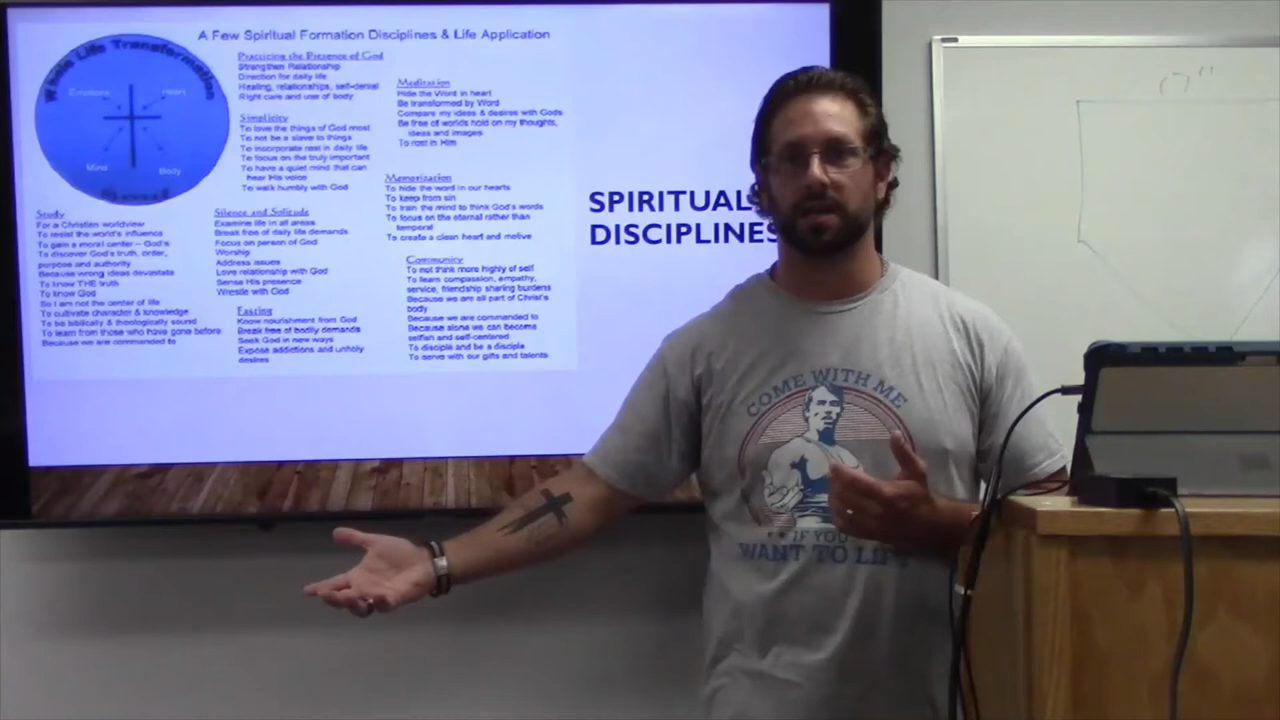 A Few Spiritual Formation Disciplines & Life Application
Whole Life Transformation
Emotions
Heart
Mind
Body
Practicing the Presence of God
Strengthen Relationship
Direction for daily life
Healing, relationships, self-denial
Right care and use of body
Simplicity
To love the things of God most
To not be a slave to things
To incorporate rest in daily life
To focus on the truly important
To have a quiet mind that can
hear His voice
To walk humbly with God
Meditation
Hide the Word in heart
Be transformed by Word
Compare my ideas & desires with Gods
Be free of worlds hold on my thoughts,
ideas and images
To rest in Him
Memorization
To hide the word in our hearts
To keep from sin
To train the mind to think God's words
To focus on the eternal rather than
temporal
To create a clean heart and motive
Study
For a Christian worldview
To resist the world's influence
To gain a moral center – God's
To discover God's truth, order,
purpose and authority
Because wrong ideas devastate
To know THE truth
To know God
So I am not the center of life
To cultivate character & knowledge
To be biblically & theologically sound
To learn from those who have gone before
Because we are commanded to
Silence and Solitude
Examine life in all areas
Break free of daily life demands
Focus on person of God
Worship
Address issues
Love relationship with God
Sense His presence
Wrestle with God
Fasting
Know nourishment from God
Break free of bodily demands
Seek God in new ways
Expose addictions and unholy
desires
Community
To not think more highly of self
To learn compassion, empathy,
service, friendship sharing burdens
Because we are all part of Christ's
body
Because we are commanded to
Because alone we can become
selfish and self-centered
To disciple and be a disciple
To serve with our gifts and talents
SPIRITUAL
DISCIPLINES
COME WITH ME
IF YOU
WANT TO LIF